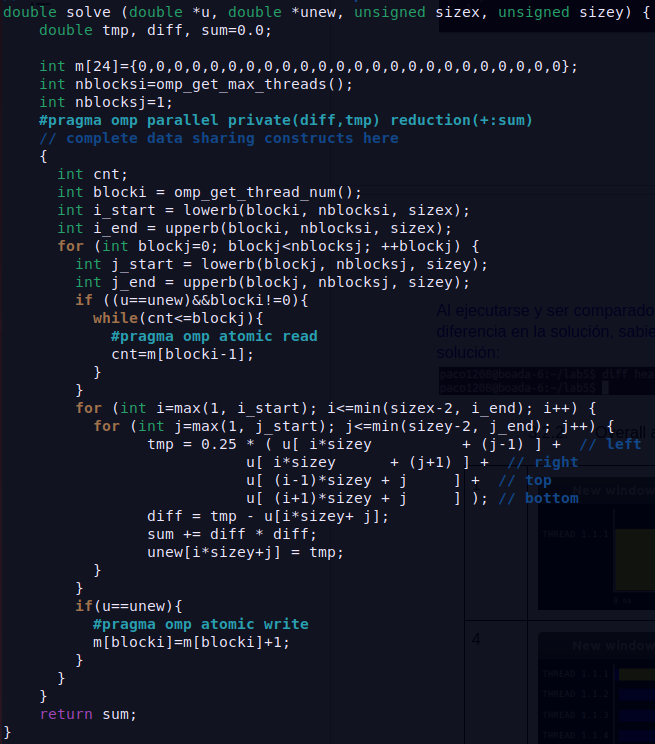 double solve (double *u, double *unew, unsigned sizex, unsigned sizey) {
    double tmp, diff, sum=0.0;

    int m[24]={0,0,0,0,0,0,0,0,0,0,0,0,0,0,0,0,0,0,0,0,0,0,0,0};
    int nblocksi=omp_get_max_threads();
    int nblocksj=1;
    #pragma omp parallel private(diff,tmp) reduction(+:sum)
    // complete data sharing constructs here
    {
      int cnt;
      int blocki = omp_get_thread_num();
      int i_start = lowerb(blocki, nblocksi, sizex);
      int i_end = upperb(blocki, nblocksi, sizex);
      for (int blockj=0; blockj<nblocksj; ++blockj) {
        int j_start = lowerb(blockj, nblocksj, sizey);
        int j_end = upperb(blockj, nblocksj, sizey);
        if ((u==unew)&&blocki!=0){
          while(cnt<=blockj){
            #pragma omp atomic read
            cnt=m[blocki-1];
          }
        }
        for (int i=max(1, i_start); i<=min(sizex-2, i_end); i++) {
          for (int j=max(1, j_start); j<=min(sizey-2, j_end); j++) {
                tmp = 0.25 * ( u[ i*sizey          + (j-1) ] +  // left
                           u[ i*sizey      + (j+1) ] +  // right
                           u[ (i-1)*sizey + j     ] +  // top
                           u[ (i+1)*sizey + j     ] ); // bottom
                diff = tmp - u[i*sizey+ j];
                sum += diff * diff;
                unew[i*sizey+j] = tmp;
          }
        }
        if(u==unew){
          #pragma omp atomic write
          m[blocki]=m[blocki]+1;
        }
      }
    }
    return sum;
}
Al ejecutarse y ser comparado
diferencia en la solución, sabie
solución:
paco1208@boada-6:~/lab5$ diff hea
paco1208@boada-6:~/lab5$
New window
THREAD 1.1.1
4
New window
THREAD 1.1.1
THREAD 1.1.2
THREAD 1.1.3
THREAD 1.1.4